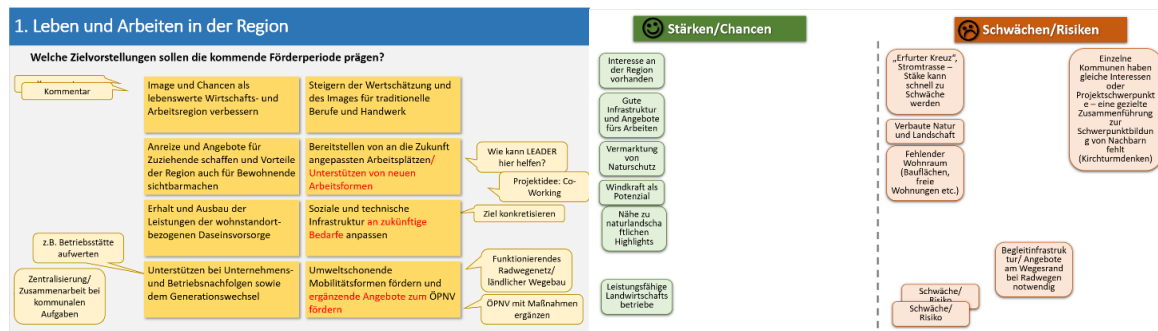 1. Leben und Arbeiten in der Region
Welche Zielvorstellungen sollen die kommende Förderperiode prägen?
Kommentar
Image und Chancen als
lebenswerte Wirtschafts- und
Arbeitsregion verbessern
Steigern der Wertschätzung und
des Images für traditionelle
Berufe und Handwerk
Anreize und Angebote für
Zuziehende schaffen und Vorteile
der Region auch für Bewohnende
sichtbarmachen
Bereitstellen von an die Zukunft
angepassten Arbeitsplätzen/
Unterstützen von neuen
Arbeitsformen
Wie kann LEADER
hier helfen?
Projektidee: Co-
Working
Erhalt und Ausbau der
Leistungen der wohnstandort-
bezogenen Daseinsvorsorge
Soziale und technische
Infrastruktur an zukünftige
Bedarfe anpassen
Ziel konkretisieren
z.B. Betriebsstätte
aufwerten
Zentralisierung/
Zusammenarbeit bei
kommunalen
Aufgaben
Unterstützen bei Unternehmens-
und Betriebsnachfolgen sowie
dem Generationswechsel
Umweltschonende
Mobilitätsformen fördern und
ergänzende Angebote zum ÖPNV
fördern
Funktionierendes
Radwegenetz/
ländlicher Wegebau
ÖPNV mit Maßnahmen
ergänzen
Stärken/Chancen
Interesse an
der Region
vorhanden
Gute
Infrastruktur
und Angebote
fürs Arbeiten
Vermarktung
von
Naturschutz
Windkraft als
Potenzial
Nähe zu
naturlandscha
ftlichen
Highlights
Leistungsfähige
Landwirtschafts
betriebe
Schwächen/Risiken
„Erfurter Kreuz“,
Stromtrasse –
Stäke kann
schnell zu
Schwäche
werden
Verbaute Natur
und Landschaft
Fehlender
Wohnraum
(Bauflächen,
freie
Wohnungen etc.)
Einzelne
Kommunen haben
gleiche Interessen
oder
Projektschwerpunkt
e – eine gezielte
Zusammenführung
zur
Schwerpunktbildun
g von Nachbarn
fehlt
(Kirchturmdenken)
Begleitinfrastruk
tur/ Angebote
am Wegesrand
bei Radwegen
notwendig
Schwäche/
Risiko
Schwäche/
Risiko